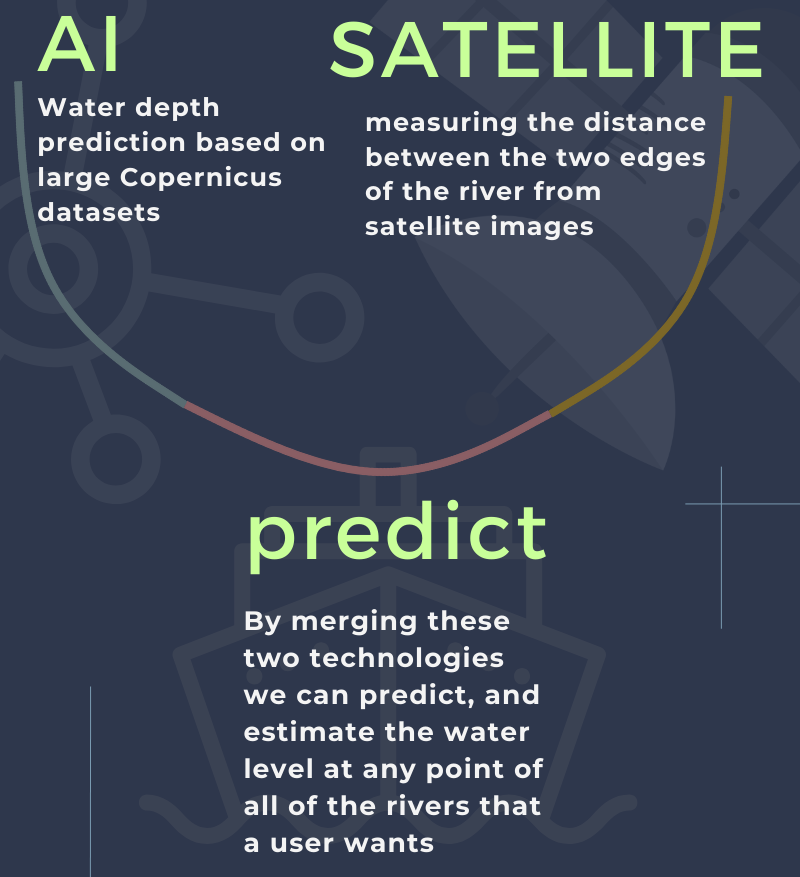 AI
Water depth
prediction based on
large Copernicus
datasets
SATELLITE
measuring the distance
between the two edges
of the river from
satellite images
predict
By merging these
two technologies
we can predict, and
estimate the water
level at any point of
all of the rivers that
a user wants